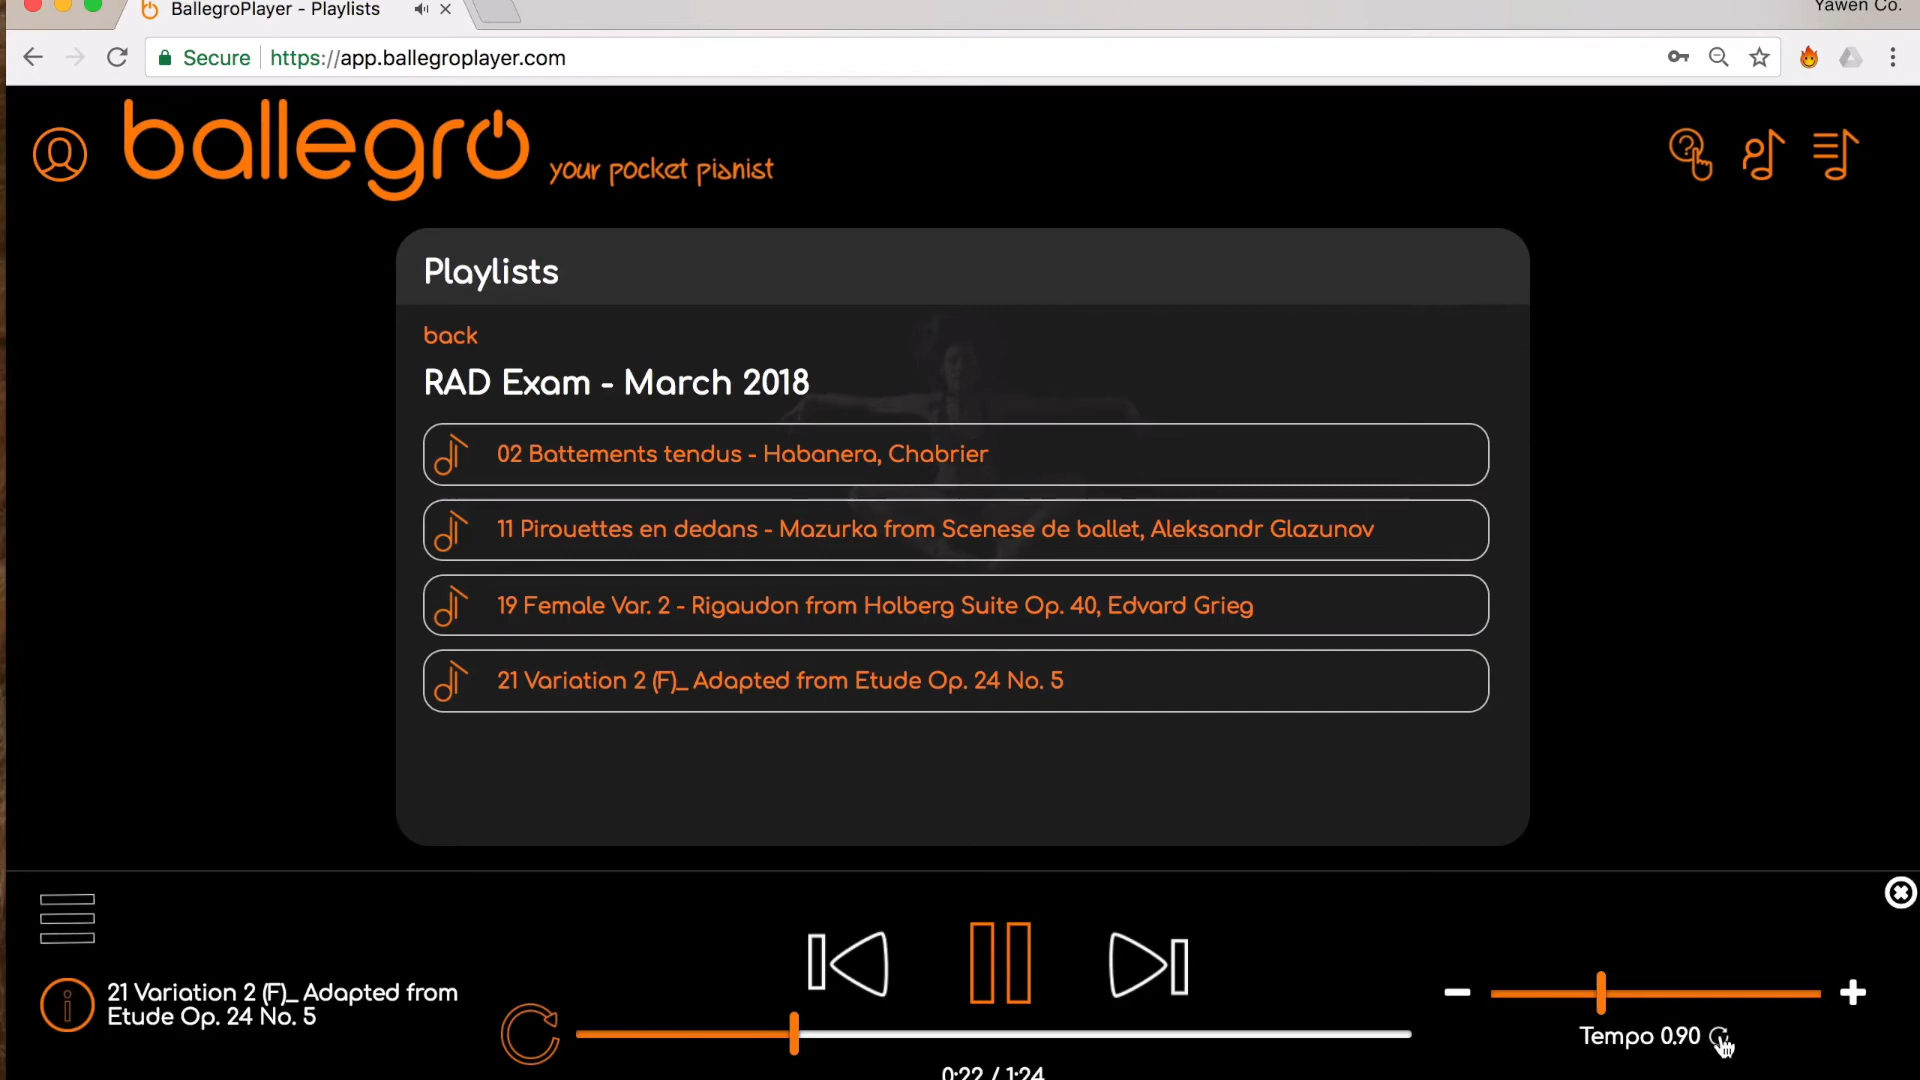 BallegroPlayer - Playlists
Yawen Co.
Secure
https://app.ballegroplayer.com
ballegro
your pocket pianist
Playlists
back
RAD Exam - March 2018
02 Battements tendus - Habanera, Chabrier
11 Pirouettes en dedans - Mazurka from Scenese de ballet, Aleksandr Glazunov
19 Female Var. 2 - Rigaudon from Holberg Suite Op. 40, Edvard Grieg
21 Variation 2 (F)_ Adapted from Etude Op. 24 No. 5
21 Variation 2 (F)_ Adapted from
Etude Op. 24 No. 5
Tempo 0.90
0:22 / 1:24